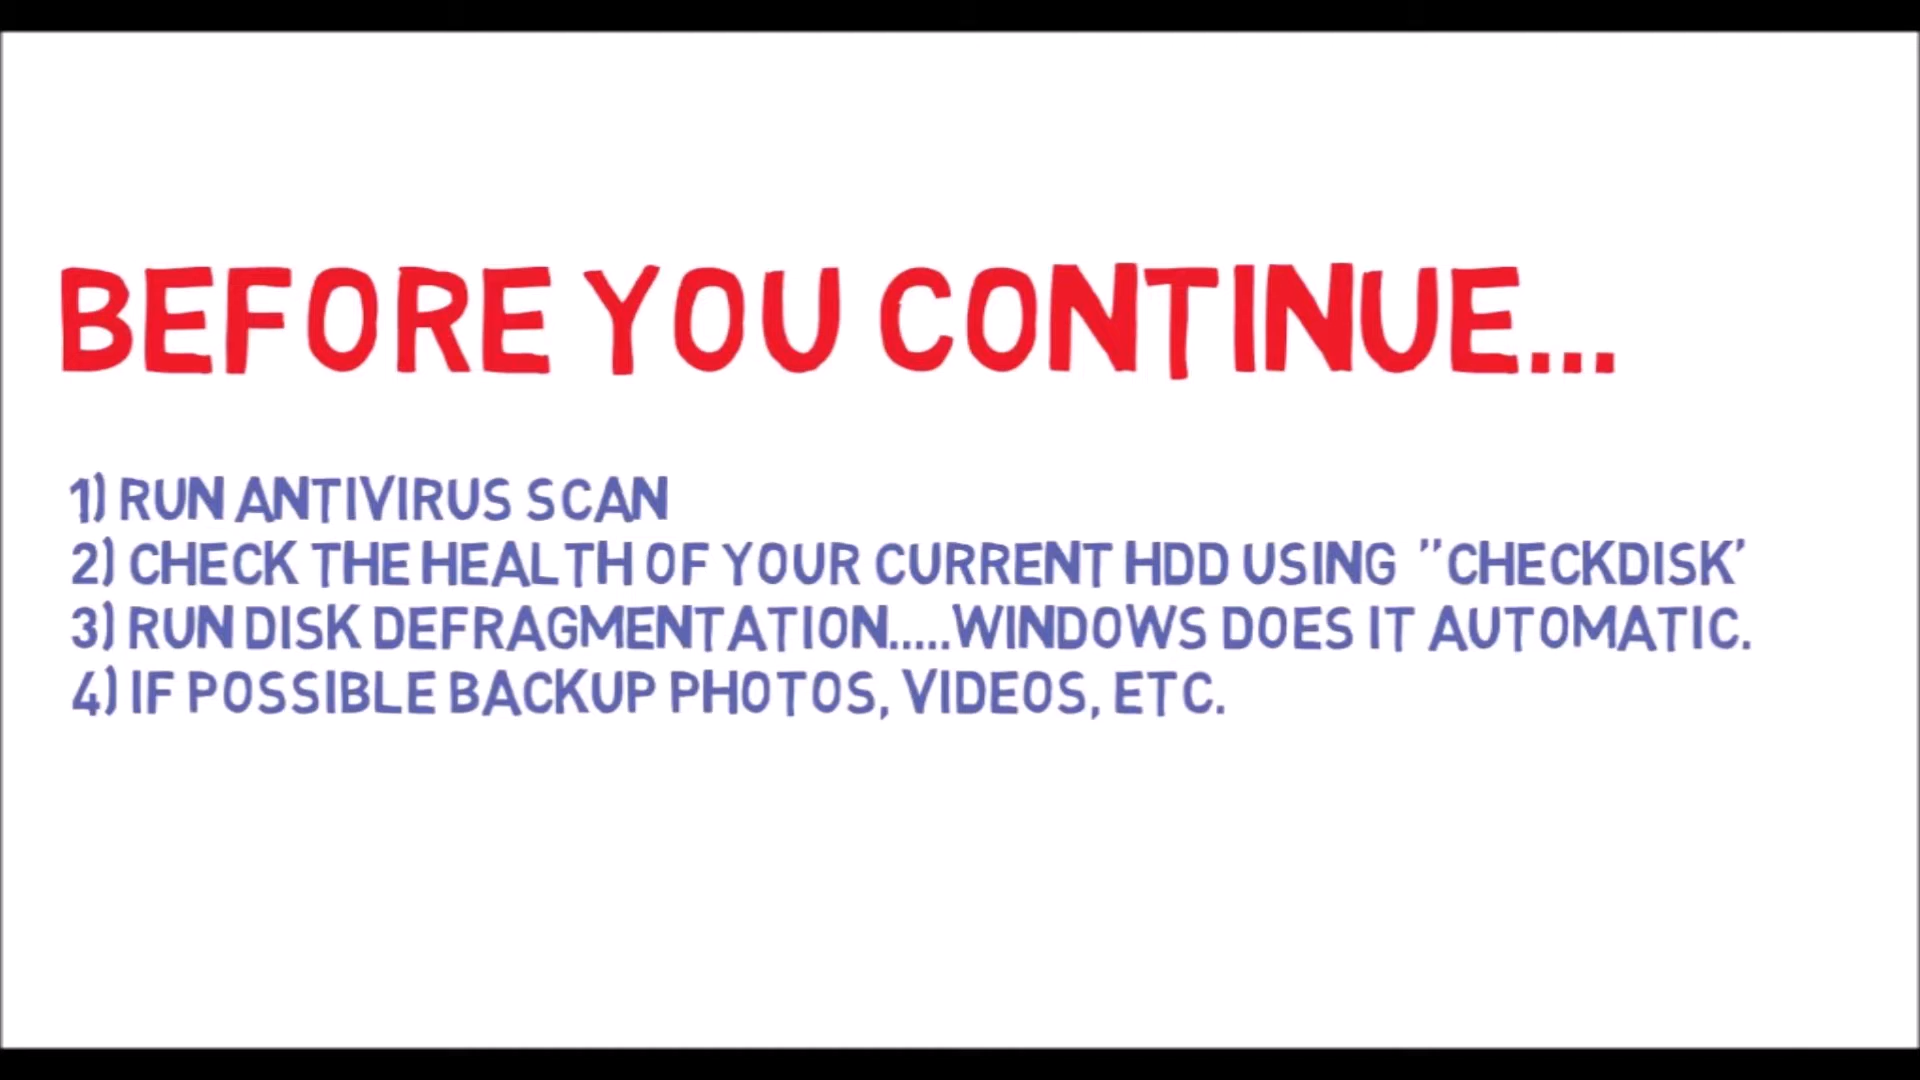 BEFORE YOU CONTINUE...
1) RUN ANTIVIRUS SCAN
2) CHECK THE HEALTH OF YOUR CURRENT HDD USING "CHECKDISK'
3) RUN DISK DEFRAGMENTATION.....WINDOWS DOES IT AUTOMATIC.
4) IF POSSIBLE BACKUP PHOTOS, VIDEOS, ETC.